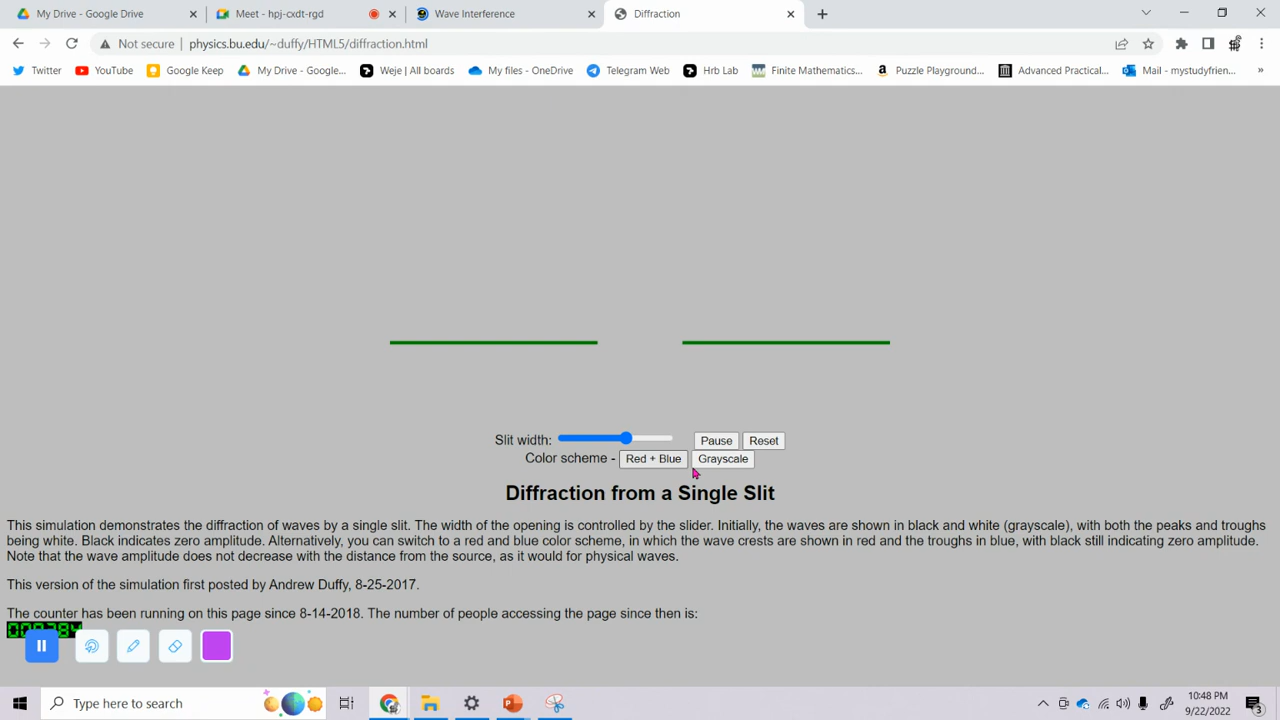 My Drive - Google Drive
Meet - hpj-cxdt-rgd
Wave Interference
Diffraction
Not secure
physics.bu.edu/~duffy/HTML5/diffraction.html
Twitter
YouTube
Google Keep
My Drive - Google...
Weje | All boards
My files - OneDrive
Telegram Web
Hrb Lab
Finite Mathematics...
Puzzle Playground...
Advanced Practical...
Mail - mystudyfrien...
»
Slit width:
Pause
Reset
Color scheme -
Red + Blue
Grayscale
Diffraction from a Single Slit
This simulation demonstrates the diffraction of waves by a single slit. The width of the opening is controlled by the slider. Initially, the waves are shown in black and white (grayscale), with both the peaks and troughs
being white. Black indicates zero amplitude. Alternatively, you can switch to a red and blue color scheme, in which the wave crests are shown in red and the troughs in blue, with black still indicating zero amplitude.
Note that the wave amplitude does not decrease with the distance from the source, as it would for physical waves.
This version of the simulation first posted by Andrew Duffy, 8-25-2017.
The counter has been running on this page since 8-14-2018. The number of people accessing the page since then is:
Type here to search
10:48 PM
9/22/2022
3